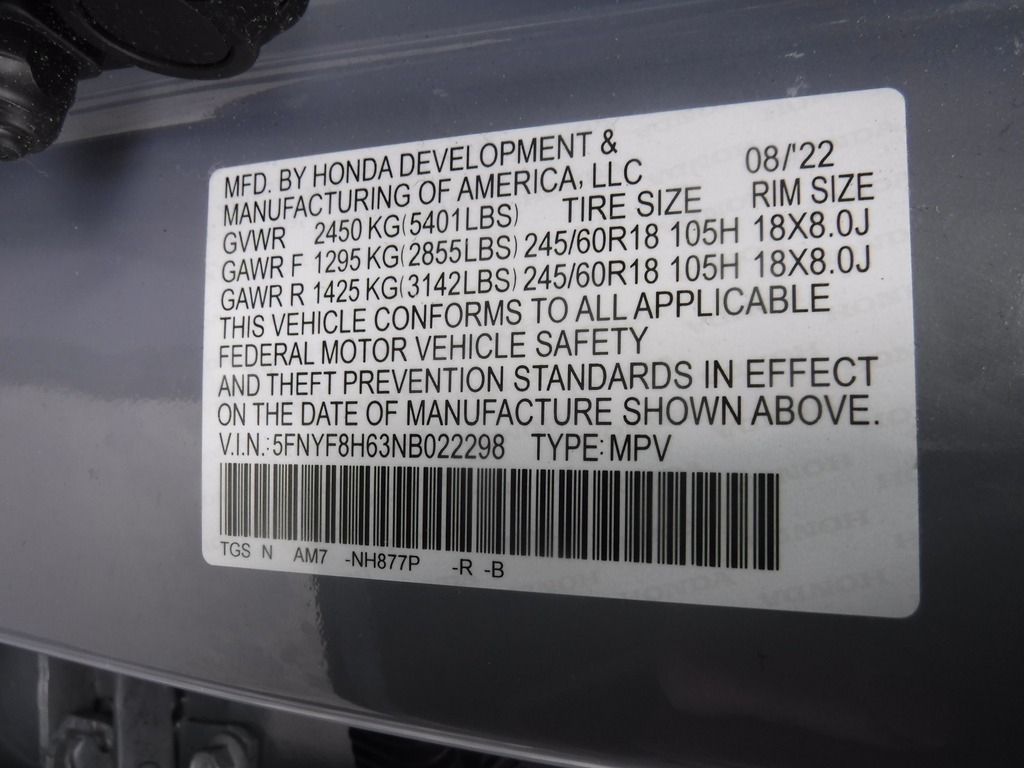 MFD. BY HONDA DEVELOPMENT & 08/'22
MANUFACTURING OF AMERICA, LLC
GVWR 2450 KG(5401LBS) TIRE SIZE RIM SIZE
GAWR F 1295 KG(2855LBS) 245/60R18 105H 18X8.0J
GAWR R 1425 KG(3142LBS) 245/60R18 105H 18X8.0J
THIS VEHICLE CONFORMS TO ALL APPLICABLE
FEDERAL MOTOR VEHICLE SAFETY
AND THEFT PREVENTION STANDARDS IN EFFECT
ON THE DATE OF MANUFACTURE SHOWN ABOVE.
V.I.N.: 5FNYF8H63NB022298 TYPE: MPV
TGS N AM7 -NH877P -R -B